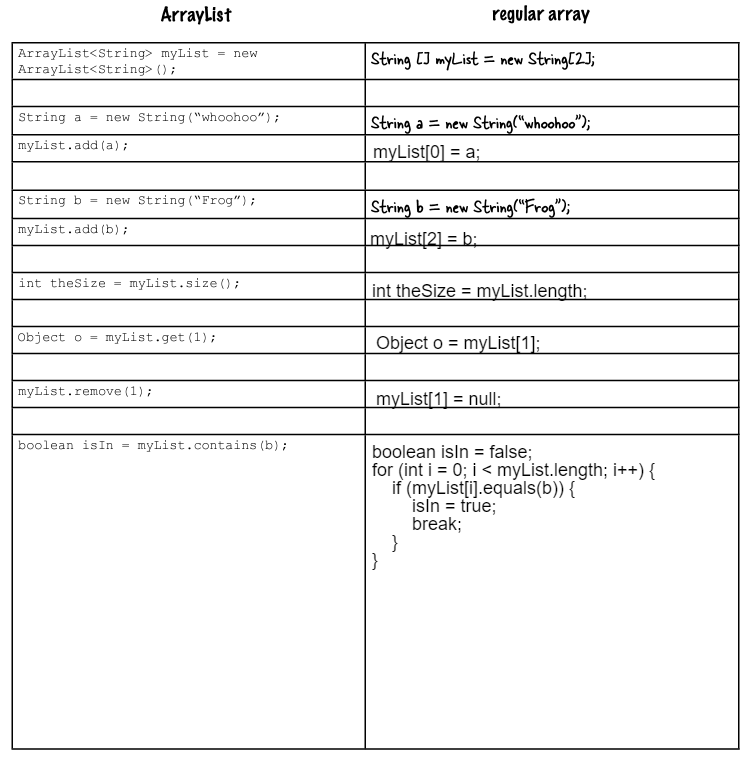 ArrayList regular array
ArrayList<String> myList = new
ArrayList<String>();
String [] myList = new String[2];
String a = new String(“whoohoo”);
String a = new String(“whoohoo”);
myList.add(a);
myList[0] = a;
String b = new String(“Frog”);
String b = new String(“Frog”);
myList.add(b);
myList[2] = b;
int theSize = myList.size();
int theSize = myList.length;
Object o = myList.get(1);
Object o = myList[1];
myList.remove(1);
myList[1] = null;
boolean isIn = myList.contains(b);
boolean isIn = false;
for (int i = 0; i < myList.length; i++) {
if (myList[i].equals(b)) {
isIn = true;
break;
}
}